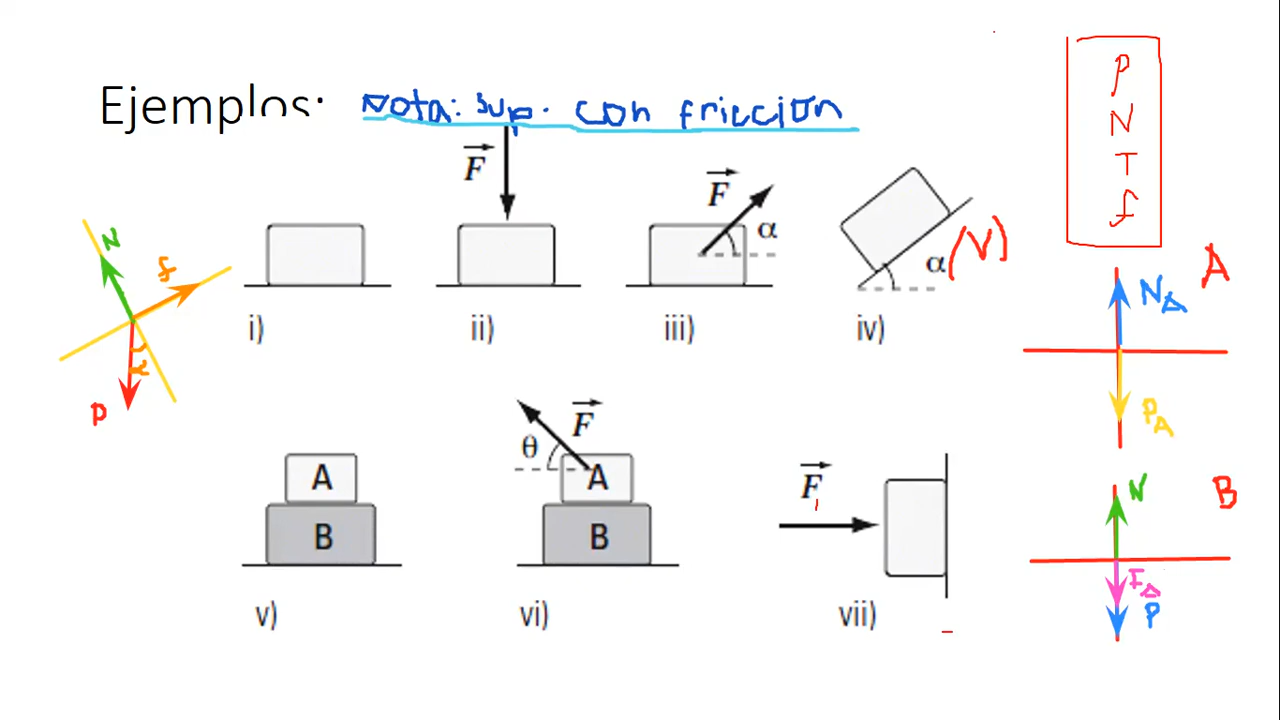 Ejemplos: Nota: Sup. con friccion
P
N
T
f
F
F
α
α
(V)
i)
ii)
iii)
iv)
N
f
α
P
A
N_A
P_A
A
B
v)
F
θ
A
B
vi)
F
vii)
B
N
F_A
P